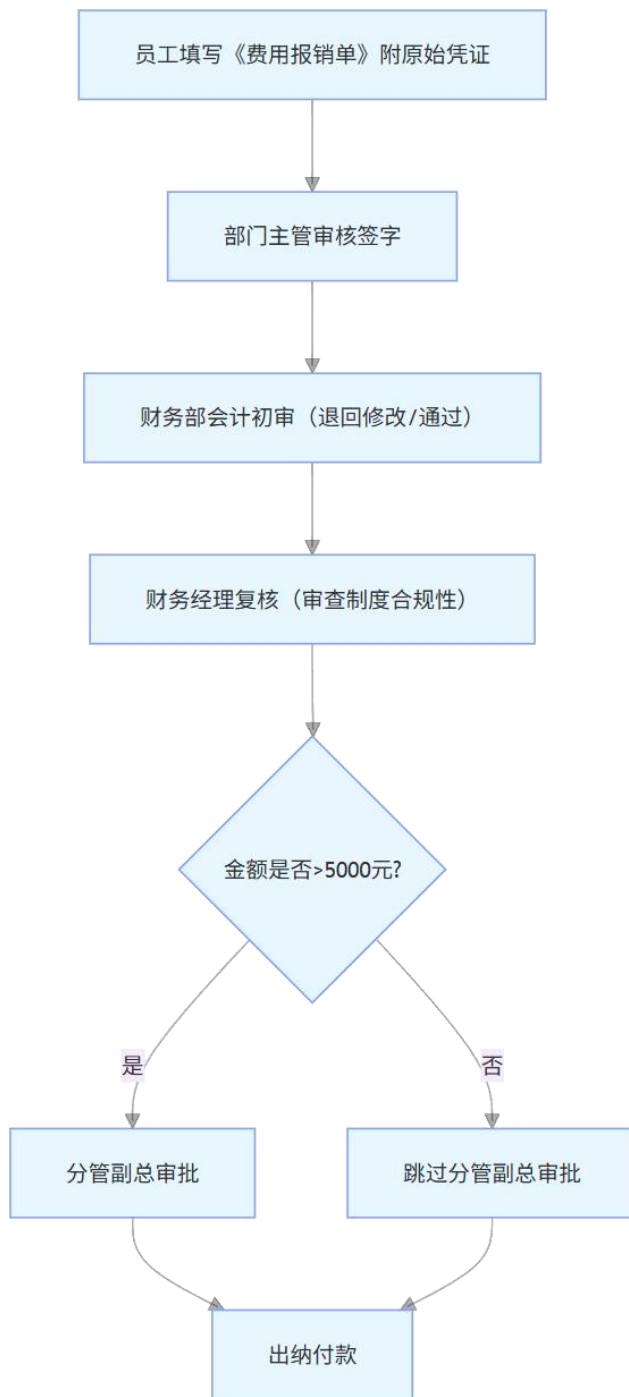 员工填写《费用报销单》附原始凭证
部门主管审核签字
财务部会计初审（退回修改/通过）
财务经理复核（审查制度合规性）
金额是否>5000元?
是
否
分管副总审批
跳过分管副总审批
出纳付款